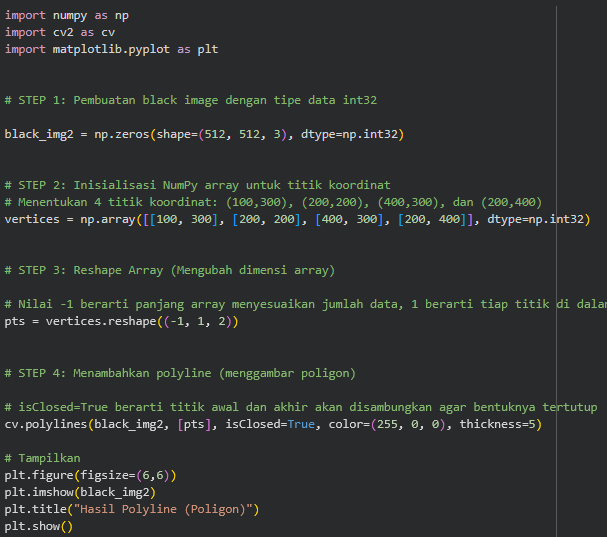 import numpy as np
import cv2 as cv
import matplotlib.pyplot as plt
# STEP 1: Pembuatan black image dengan tipe data int32
black_img2 = np.zeros(shape=(512, 512, 3), dtype=np.int32)
# STEP 2: Inisialisasi NumPy array untuk titik koordinat
# Menentukan 4 titik koordinat: (100,300), (200,200), (400,300), dan (200,400)
vertices = np.array([[100, 300], [200, 200], [400, 300], [200, 400]], dtype=np.int32)
# STEP 3: Reshape Array (Mengubah dimensi array)
# Nilai -1 berarti panjang array menyesuaikan jumlah data, 1 berarti tiap titik di dalam
pts = vertices.reshape((-1, 1, 2))
# STEP 4: Menambahkan polyline (menggambar poligon)
# isClosed=True berarti titik awal dan akhir akan disambungkan agar bentuknya tertutup
cv.polylines(black_img2, [pts], isClosed=True, color=(255, 0, 0), thickness=5)
# Tampilkan
plt.figure(figsize=(6,6))
plt.imshow(black_img2)
plt.title("Hasil Polyline (Poligon)")
plt.show()